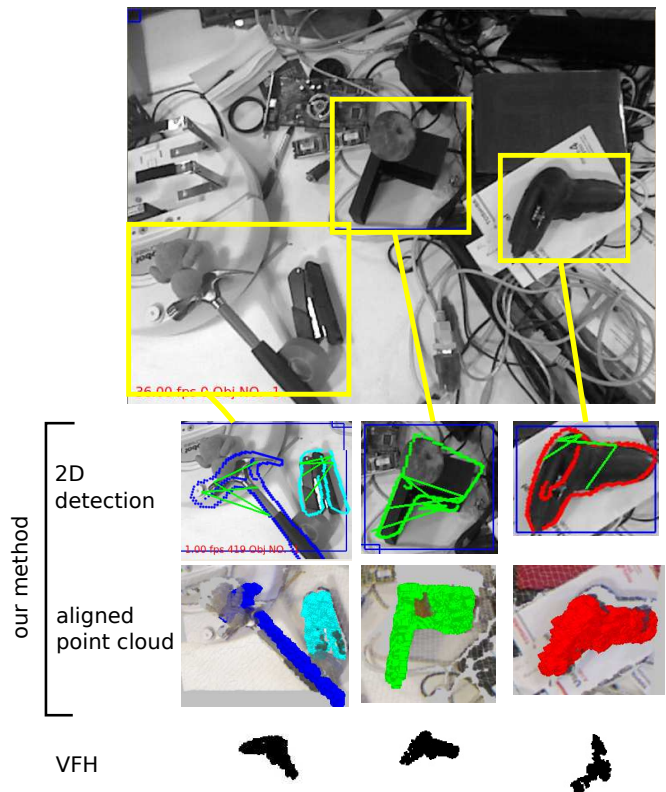 36.00 fps 0 Obj NO.
our method
2D
detection
1.00 fps 419 Obj NO.
aligned
point cloud
VFH